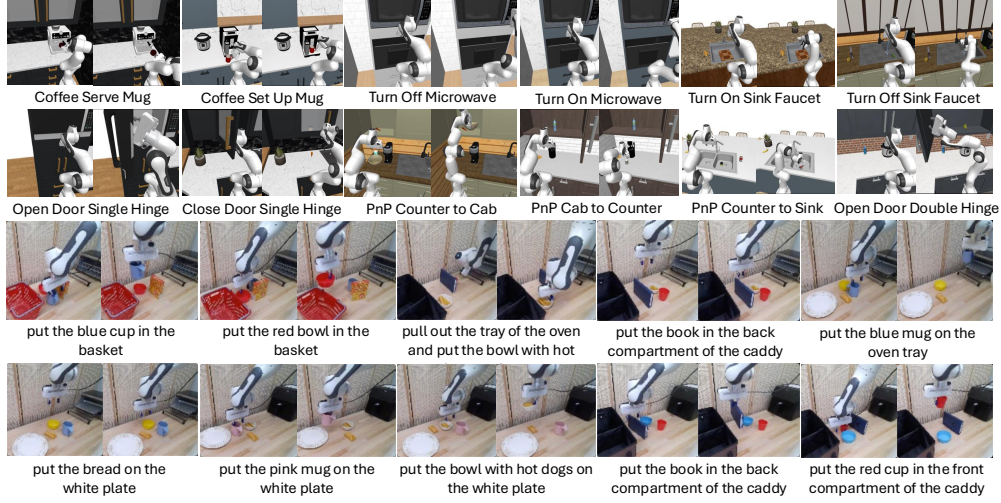 Coffee Serve Mug
Coffee Set Up Mug
Turn Off Microwave
Turn On Microwave
Turn On Sink Faucet
Turn Off Sink Faucet
Open Door Single Hinge
Close Door Single Hinge
PnP Counter to Cab
PnP Cab to Counter
PnP Counter to Sink
Open Door Double Hinge
put the blue cup in the
basket
put the red bowl in the
basket
pull out the tray of the oven
and put the bowl with hot
put the book in the back
compartment of the caddy
put the blue mug on the
oven tray
put the bread on the
white plate
put the pink mug on the
white plate
put the bowl with hot dogs on
the white plate
put the book in the back
compartment of the caddy
put the red cup in the front
compartment of the caddy